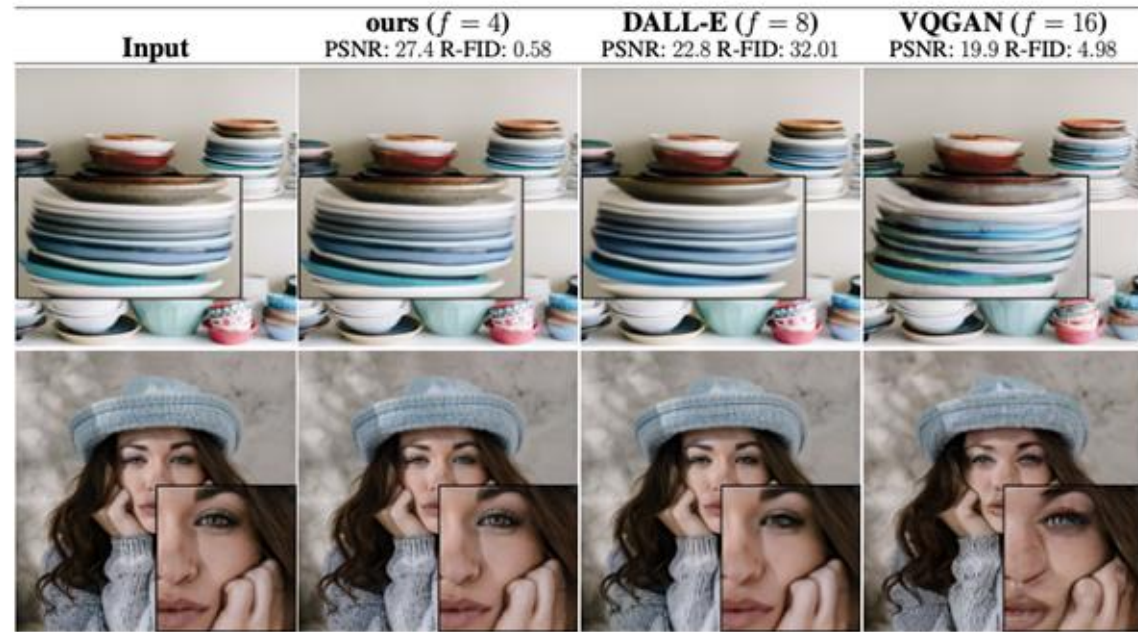 Input
ours (f = 4)
PSNR: 27.4 R-FID: 0.58
DALL-E (f = 8)
PSNR: 22.8 R-FID: 32.01
VQGAN (f = 16)
PSNR: 19.9 R-FID: 4.98